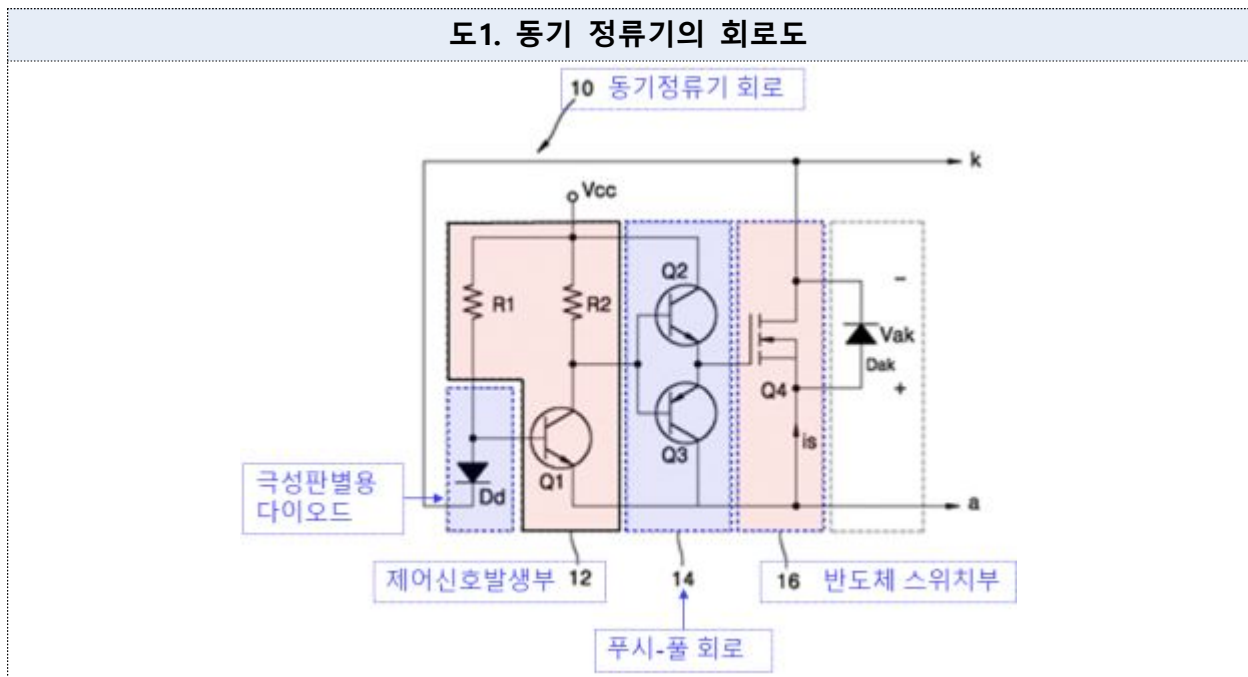 도1. 동기 정류기의 회로도
10 동기정류기 회로
k
Vcc
Q2
R1
R2
Vak
Dak
−
+
Q4
is
Q1
Q3
Dd
a
극성판별용
다이오드
제어신호발생부 12
14
16 반도체 스위치부
푸시-풀 회로